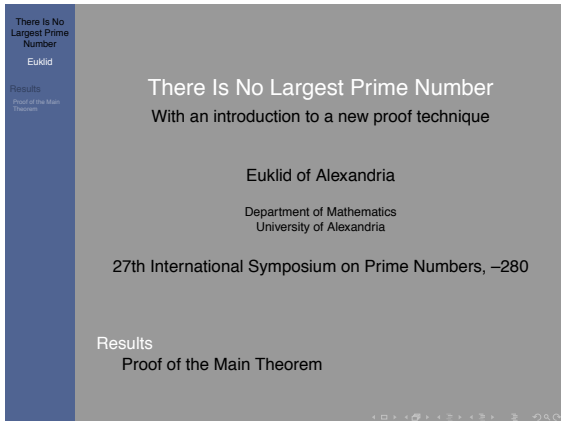 There Is No
Largest Prime
Number
Euklid
Results
Proof of the Main
Theorem
There Is No Largest Prime Number
With an introduction to a new proof technique
Euklid of Alexandria
Department of Mathematics
University of Alexandria
27th International Symposium on Prime Numbers, –280
Results
Proof of the Main Theorem